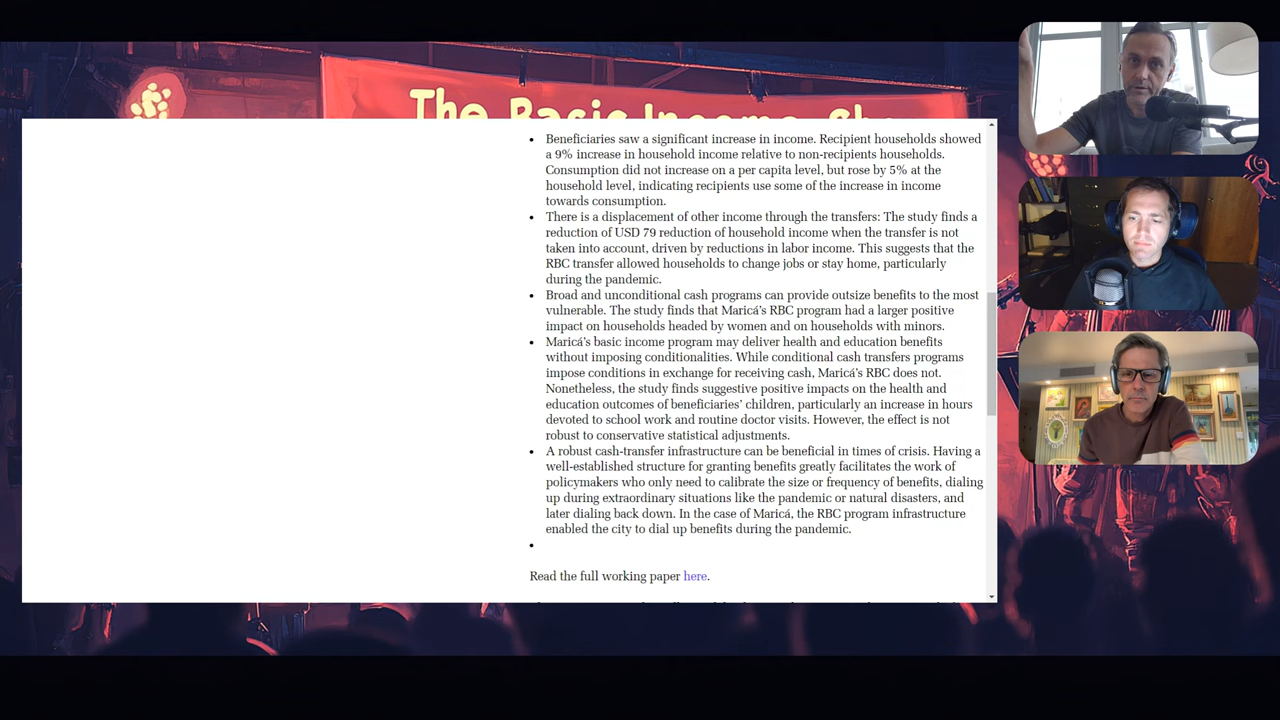 The Basic Income Sh
Beneficiaries saw a significant increase in income. Recipient households showed
a 9% increase in household income relative to non-recipients households.
Consumption did not increase on a per capita level, but rose by 5% at the
household level, indicating recipients use some of the increase in income
towards consumption.
There is a displacement of other income through the transfers: The study finds a
reduction of USD 79 reduction of household income when the transfer is not
taken into account, driven by reductions in labor income. This suggests that the
RBC transfer allowed households to change jobs or stay home, particularly
during the pandemic.
Broad and unconditional cash programs can provide outsize benefits to the most
vulnerable. The study finds that Maricá’s RBC program had a larger positive
impact on households headed by women and on households with minors.
Maricá’s basic income program may deliver health and education benefits
without imposing conditionalities. While conditional cash transfers programs
impose conditions in exchange for receiving cash, Maricá’s RBC does not.
Nonetheless, the study finds suggestive positive impacts on the health and
education outcomes of beneficiaries’ children, particularly an increase in hours
devoted to school work and routine doctor visits. However, the effect is not
robust to conservative statistical adjustments.
A robust cash-transfer infrastructure can be beneficial in times of crisis. Having a
well-established structure for granting benefits greatly facilitates the work of
policymakers who only need to calibrate the size or frequency of benefits, dialing
up during extraordinary situations like the pandemic or natural disasters, and
later dialing back down. In the case of Maricá, the RBC program infrastructure
enabled the city to dial up benefits during the pandemic.
Read the full working paper here.